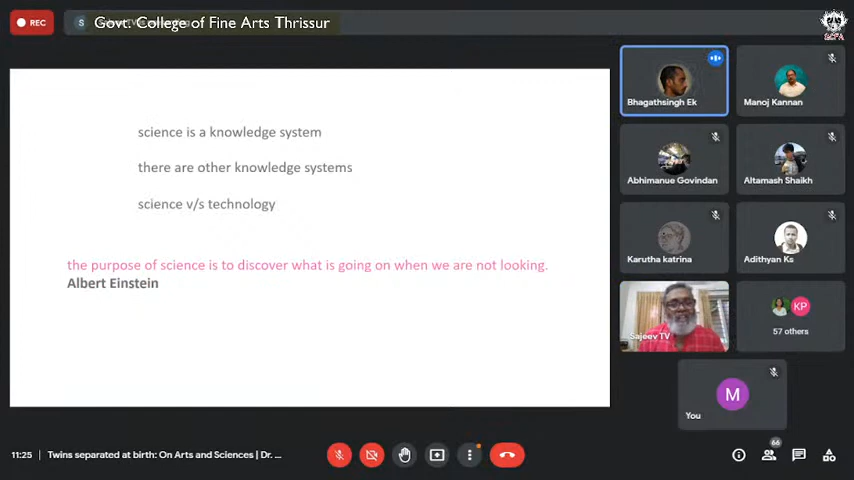 REC
S
Govt. College of Fine Arts Thrissur
SCFA
science is a knowledge system
there are other knowledge systems
science v/s technology
the purpose of science is to discover what is going on when we are not looking.
Albert Einstein
Bhagathsingh Ek
Manoj Kannan
Abhimanue Govindan
Altamash Shaikh
Karutha katrina
Adithyan Ks
Sajeev TV
KP
57 others
M
You
11:25 | Twins separated at birth: On Arts and Sciences | Dr. ...
66